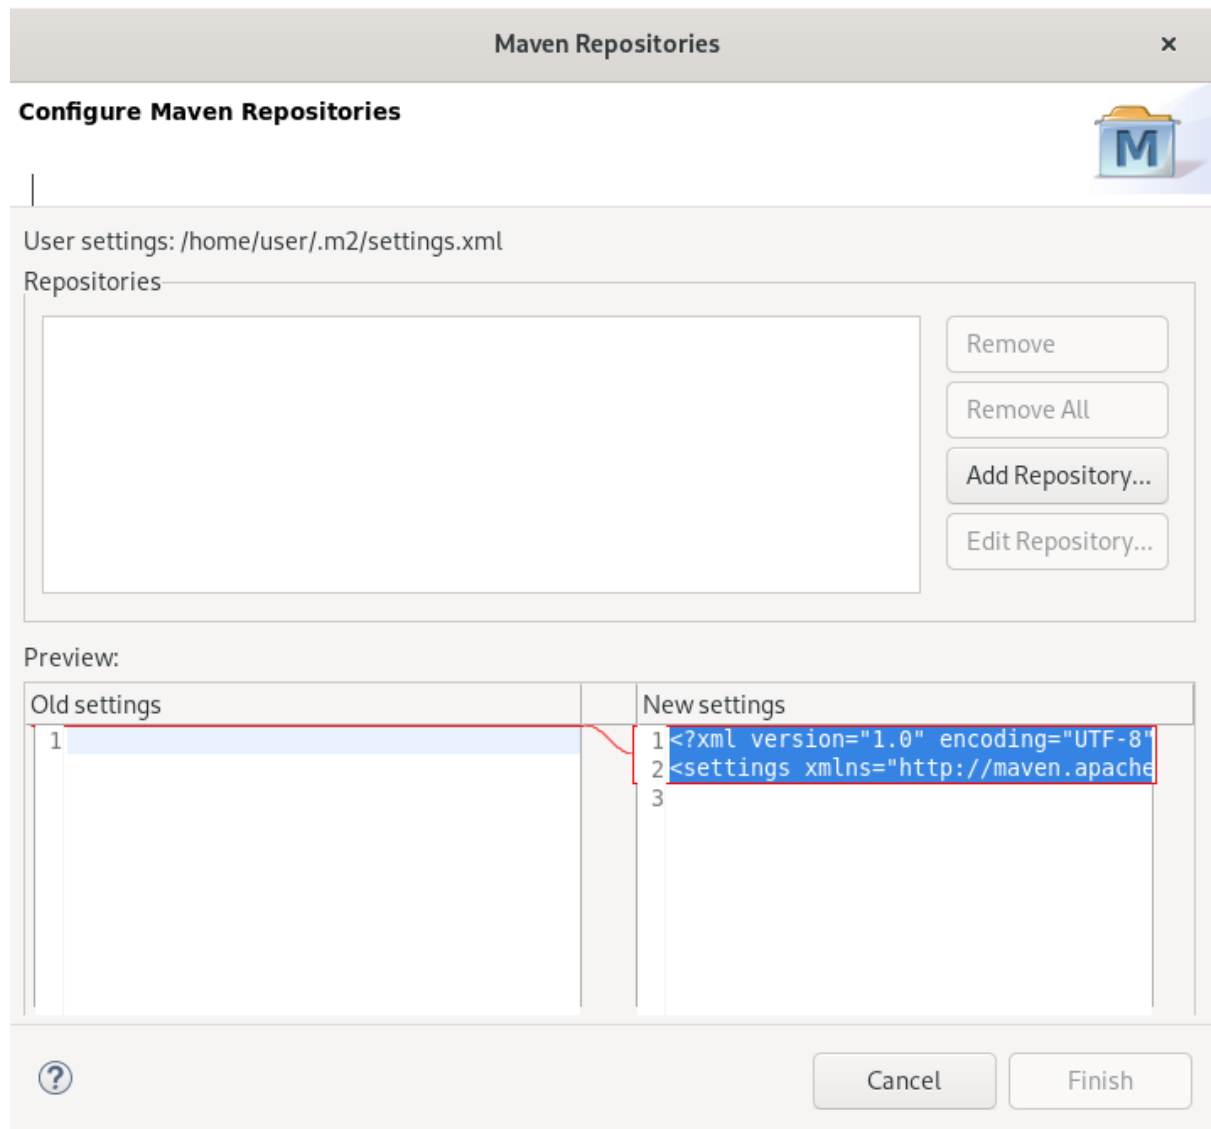 Maven Repositories
×
Configure Maven Repositories
M
User settings: /home/user/.m2/settings.xml
Repositories
Remove
Remove All
Add Repository...
Edit Repository...
Preview:
Old settings
New settings
1
1 <?xml version="1.0" encoding="UTF-8"
2 <settings xmlns="http://maven.apache
3
?
Cancel
Finish